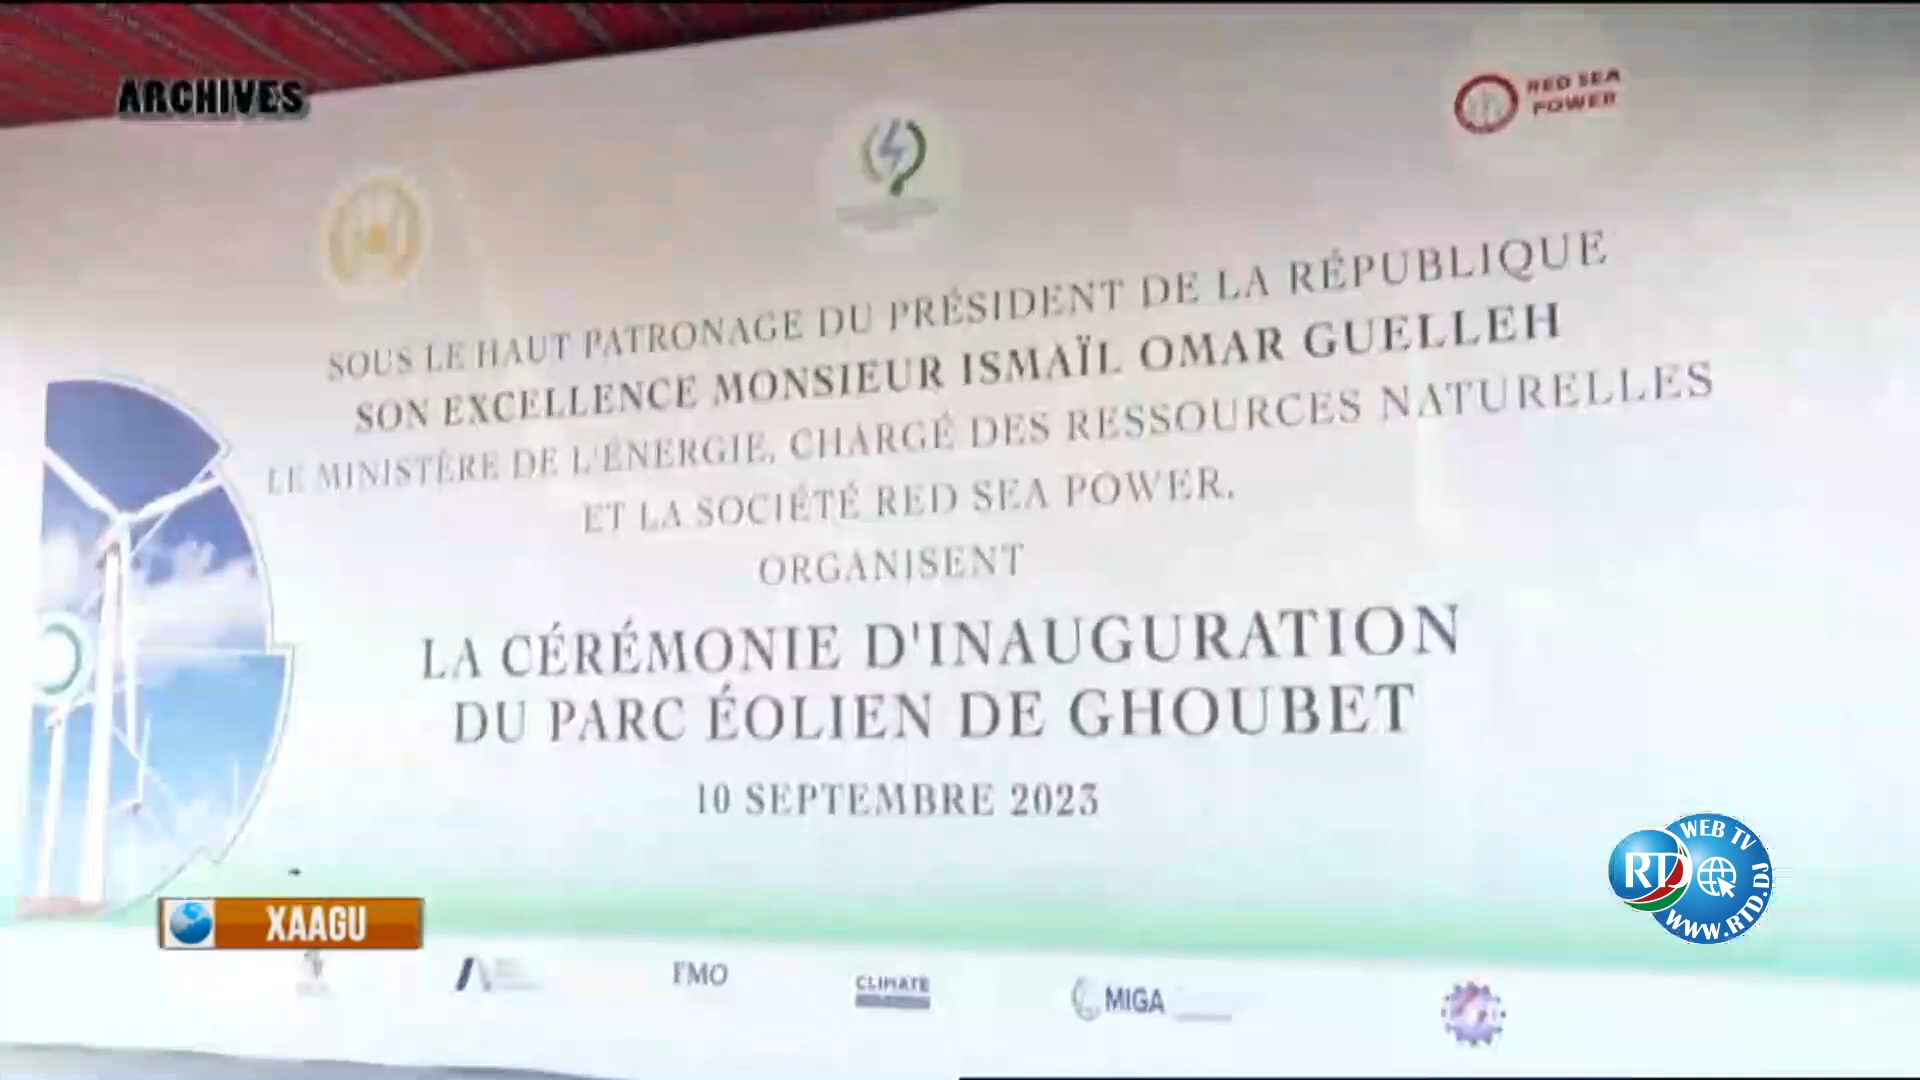 ARCHIVES
RED SEA
POWER
SOUS LE HAUT PATRONAGE DU PRÉSIDENT DE LA RÉPUBLIQUE
SON EXCELLENCE MONSIEUR ISMAÏL OMAR GUELLEH
LE MINISTÈRE DE L'ÉNERGIE, CHARGÉ DES RESSOURCES NATURELLES
ET LA SOCIÉTÉ RED SEA POWER,
ORGANISENT
LA CÉRÉMONIE D'INAUGURATION
DU PARC ÉOLIEN DE GHOUBET
10 SEPTEMBRE 2023
WEB TV
RTD
WWW.RTD.DJ
XAAGU
FMO
CLIMATE
MIGA